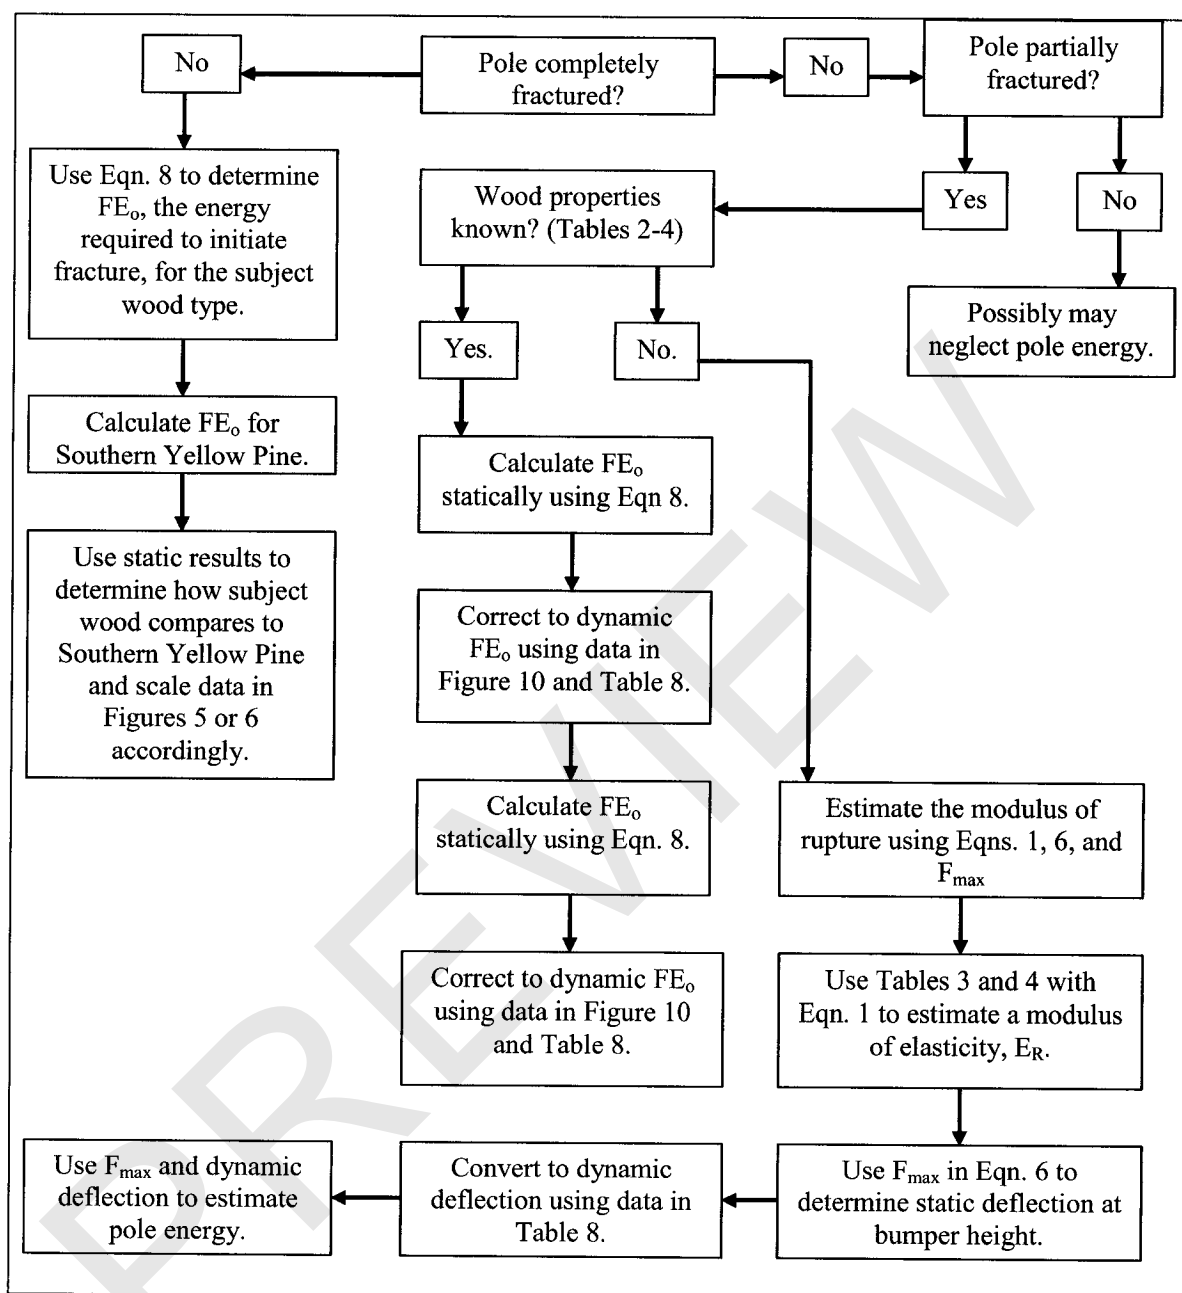 No
Pole completely
fractured?
No
Pole partially
fractured?
Use Eqn. 8 to determine
FEₒ, the energy
required to initiate
fracture, for the subject
wood type.
Wood properties
known? (Tables 2-4)
Yes
No
Possibly may
neglect pole energy.
Yes.
No.
Calculate FEₒ for
Southern Yellow Pine.
Calculate FEₒ
statically using Eqn 8.
Use static results to
determine how subject
wood compares to
Southern Yellow Pine
and scale data in
Figures 5 or 6
accordingly.
Correct to dynamic
FEₒ using data in
Figure 10 and Table 8.
Calculate FEₒ
statically using Eqn. 8.
Estimate the modulus of
rupture using Eqns. 1, 6, and
Fmax
Correct to dynamic FEₒ
using data in Figure 10
and Table 8.
Use Tables 3 and 4 with
Eqn. 1 to estimate a modulus
of elasticity, ER.
Use Fmax and dynamic
deflection to estimate
pole energy.
Convert to dynamic
deflection using data in
Table 8.
Use Fmax in Eqn. 6 to
determine static deflection at
bumper height.
PREVIEW